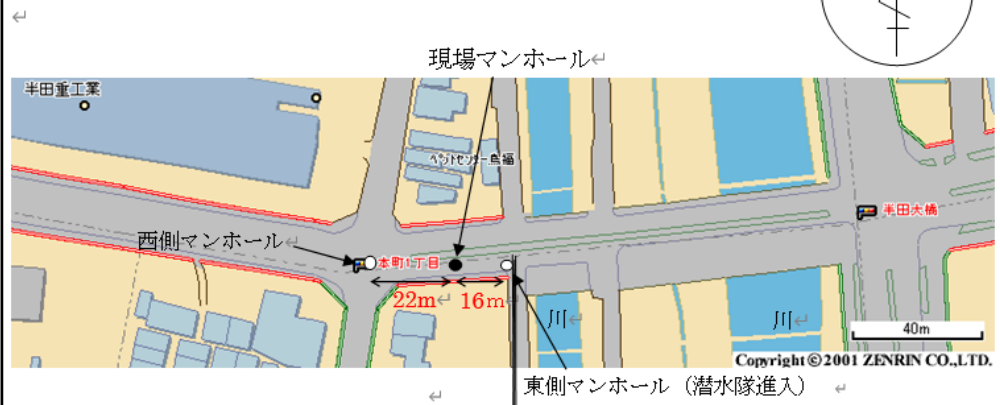 現場マンホール
半田重工業
ペットセンター鳥福
半田大橋
西側マンホール
本町1丁目
22m
16m
川
川
40m
Copyright©2001 ZENRIN CO.,LTD.
東側マンホール (潜水隊進入)